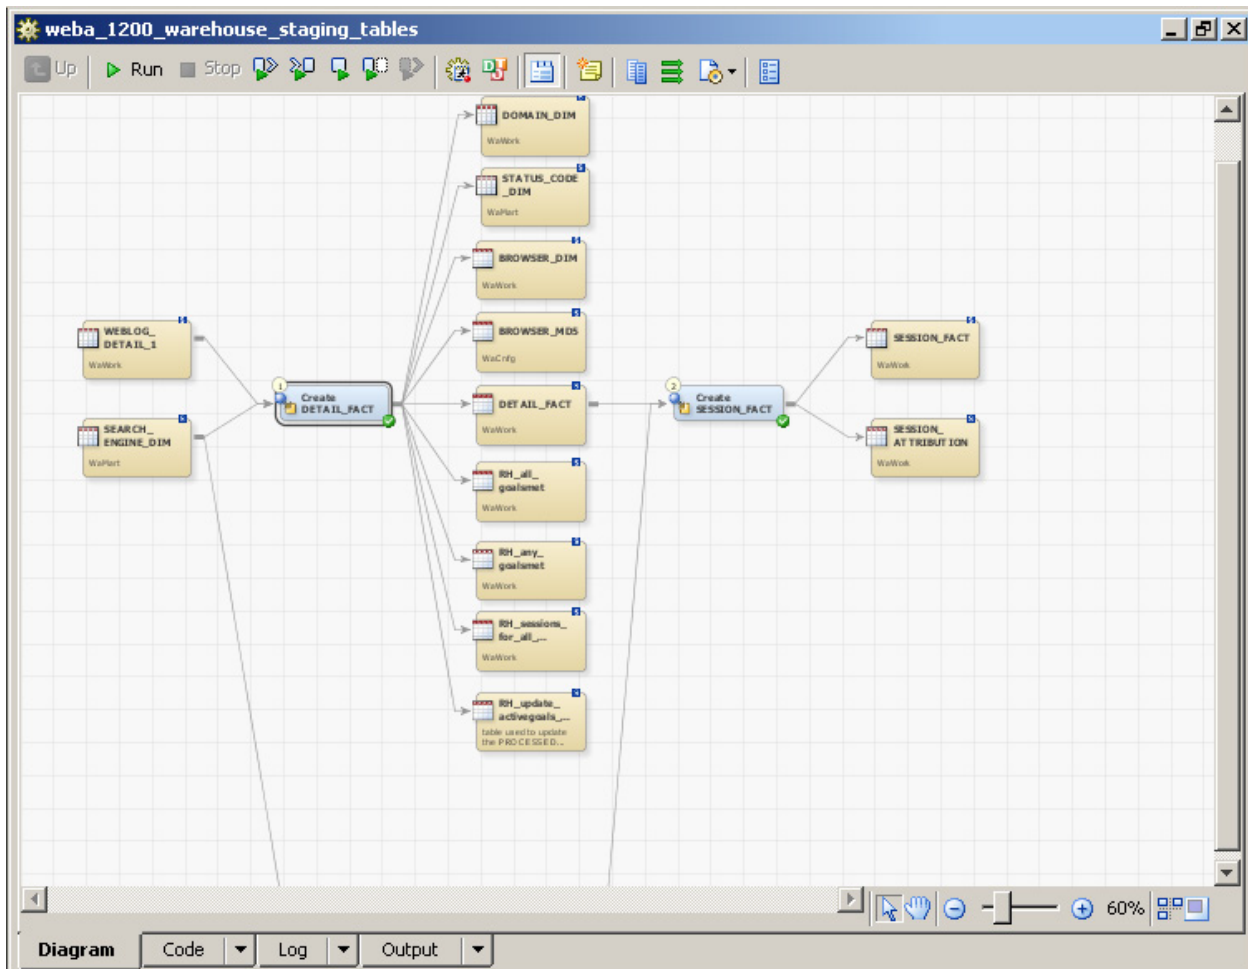 weba_1200_warehouse_staging_tables
Up Run Stop
DOMAIN_DIM
WaWork
STATUS_CODE
_DIM
WaMart
BROWSER_DIM
WaWork
BROWSER_MDS
WaCnfg
DETAIL_FACT
WaWork
RH_all_
goalsmet
WaWork
RH_any_
goalsmet
WaWork
RH_sessions_
for_all_...
WaWork
RH_update_
activegoals_...
table used to update
the PROCESSED...
WEBLOG_
DETAIL_1
WaWork
SEARCH_
ENGINE_DIM
WaMart
1
Create
DETAIL_FACT
2
Create
SESSION_FACT
SESSION_FACT
WaWork
SESSION_
ATTRIBUTION
WaWork
60%
Diagram Code Log Output